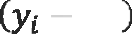 (yᵢ − )